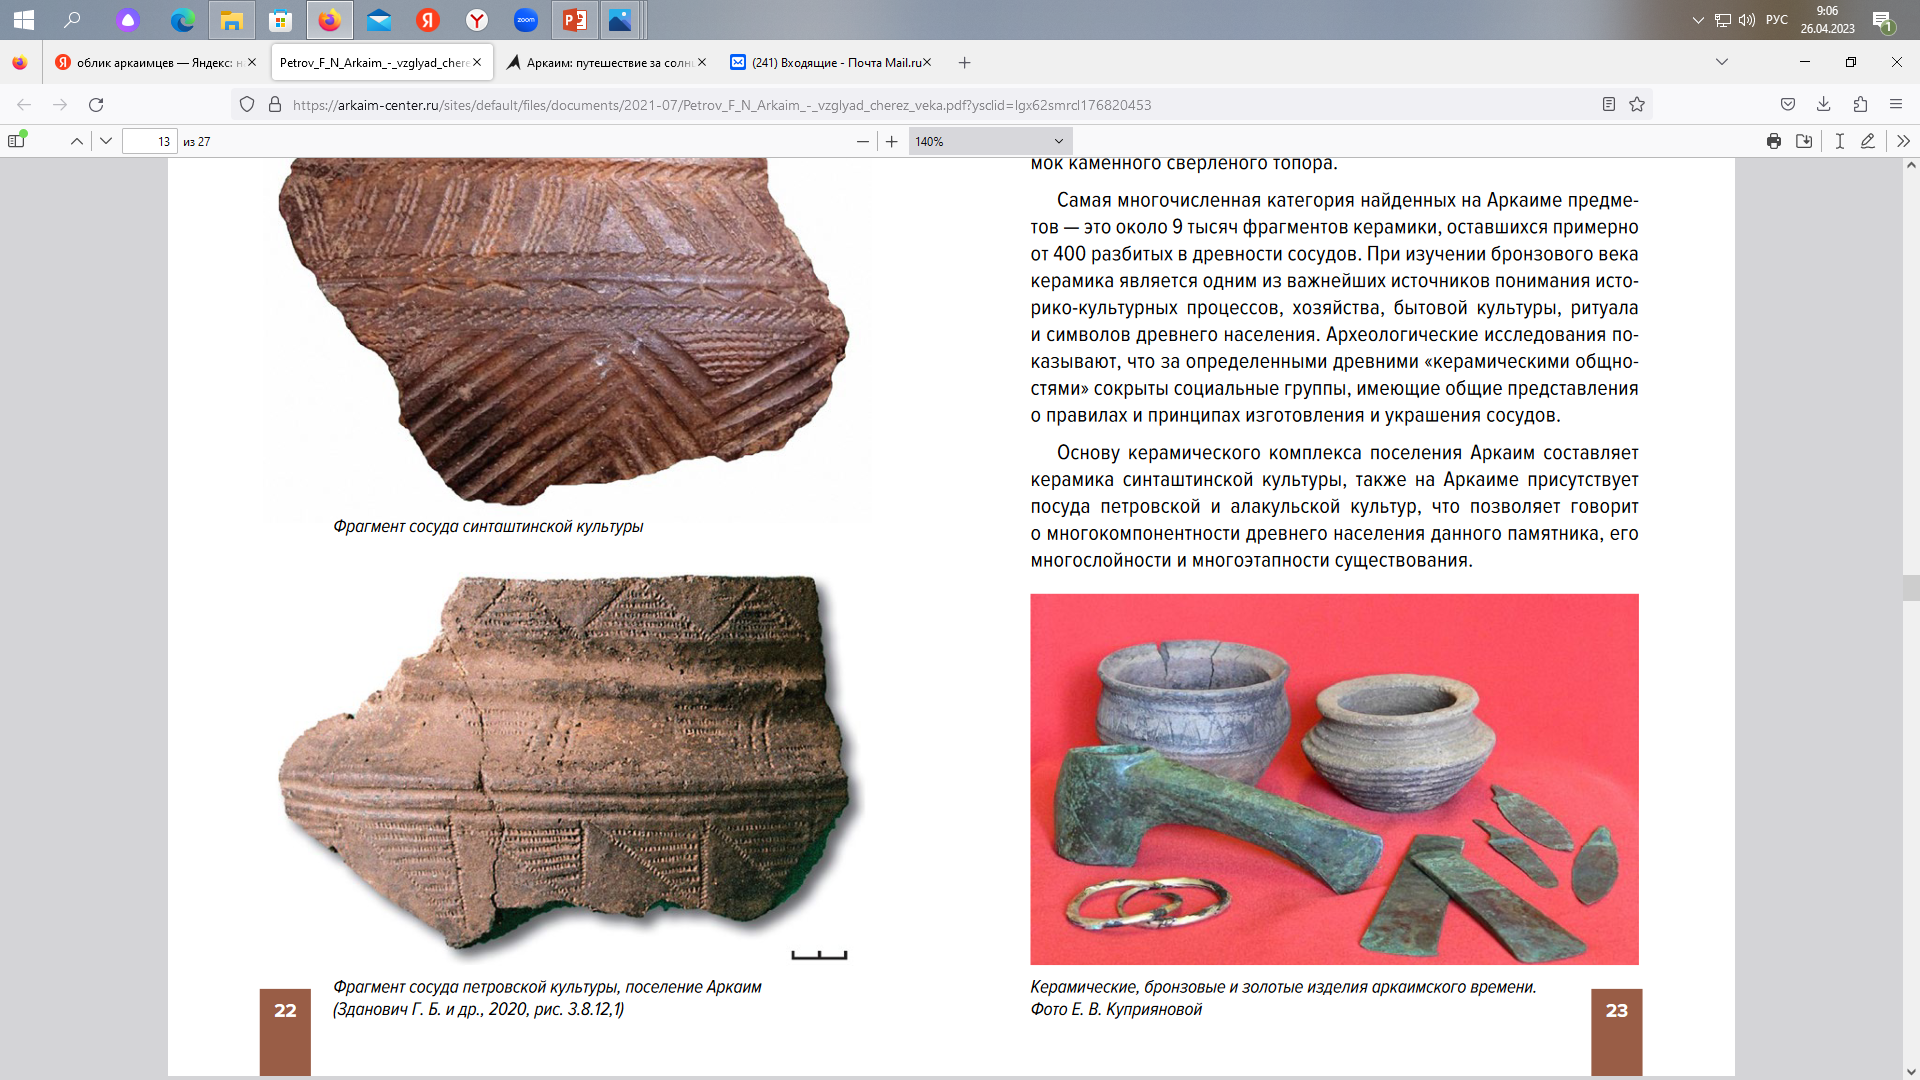 zoom
РУС
9:06
26.04.2023
1
облик аркаимцев — Яндекс: н
Petrov_F_N_Arkaim_-_vzglyad_chere
Аркаим: путешествие за солн
(241) Входящие - Почта Mail.ru
https://arkaim-center.ru/sites/default/files/documents/2021-07/Petrov_F_N_Arkaim_-_vzglyad_cherez_veka.pdf?ysclid=lgx62smrcl176820453
13 из 27
140%
Фрагмент сосуда синташтинской культуры
Фрагмент сосуда петровской культуры, поселение Аркаим
(Зданович Г. Б. и др., 2020, рис. 3.8.12,1)
22
мок каменного сверленого топора.
Самая многочисленная категория найденных на Аркаиме предме-
тов — это около 9 тысяч фрагментов керамики, оставшихся примерно
от 400 разбитых в древности сосудов. При изучении бронзового века
керамика является одним из важнейших источников понимания исто-
рико-культурных процессов, хозяйства, бытовой культуры, ритуала
и символов древнего населения. Археологические исследования по-
казывают, что за определенными древними «керамическими общно-
стями» сокрыты социальные группы, имеющие общие представления
о правилах и принципах изготовления и украшения сосудов.
Основу керамического комплекса поселения Аркаим составляет
керамика синташтинской культуры, также на Аркаиме присутствует
посуда петровской и алакульской культур, что позволяет говорит
о многокомпонентности древнего населения данного памятника, его
многослойности и многоэтапности существования.
Керамические, бронзовые и золотые изделия аркаимского времени.
Фото Е. В. Куприяновой
23